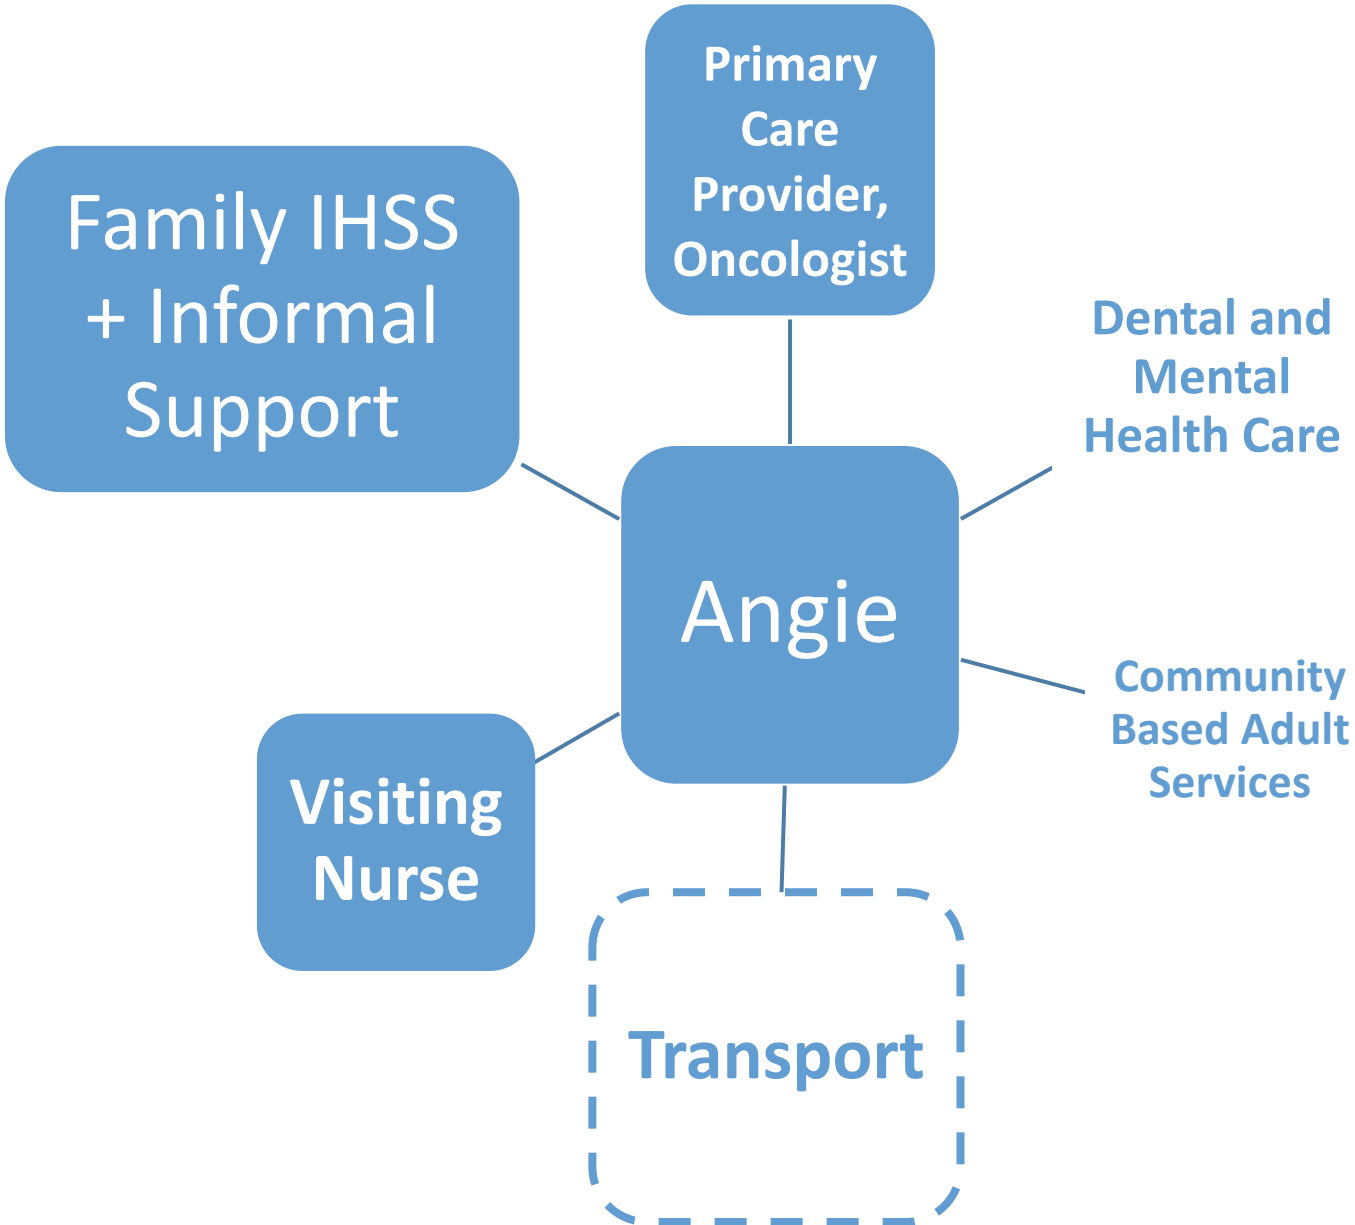 Primary
Care
Provider,
Oncologist
Family IHSS
+ Informal
Support
Dental and
Mental
Health Care
Angie
Community
Based Adult
Services
Visiting
Nurse
Transport